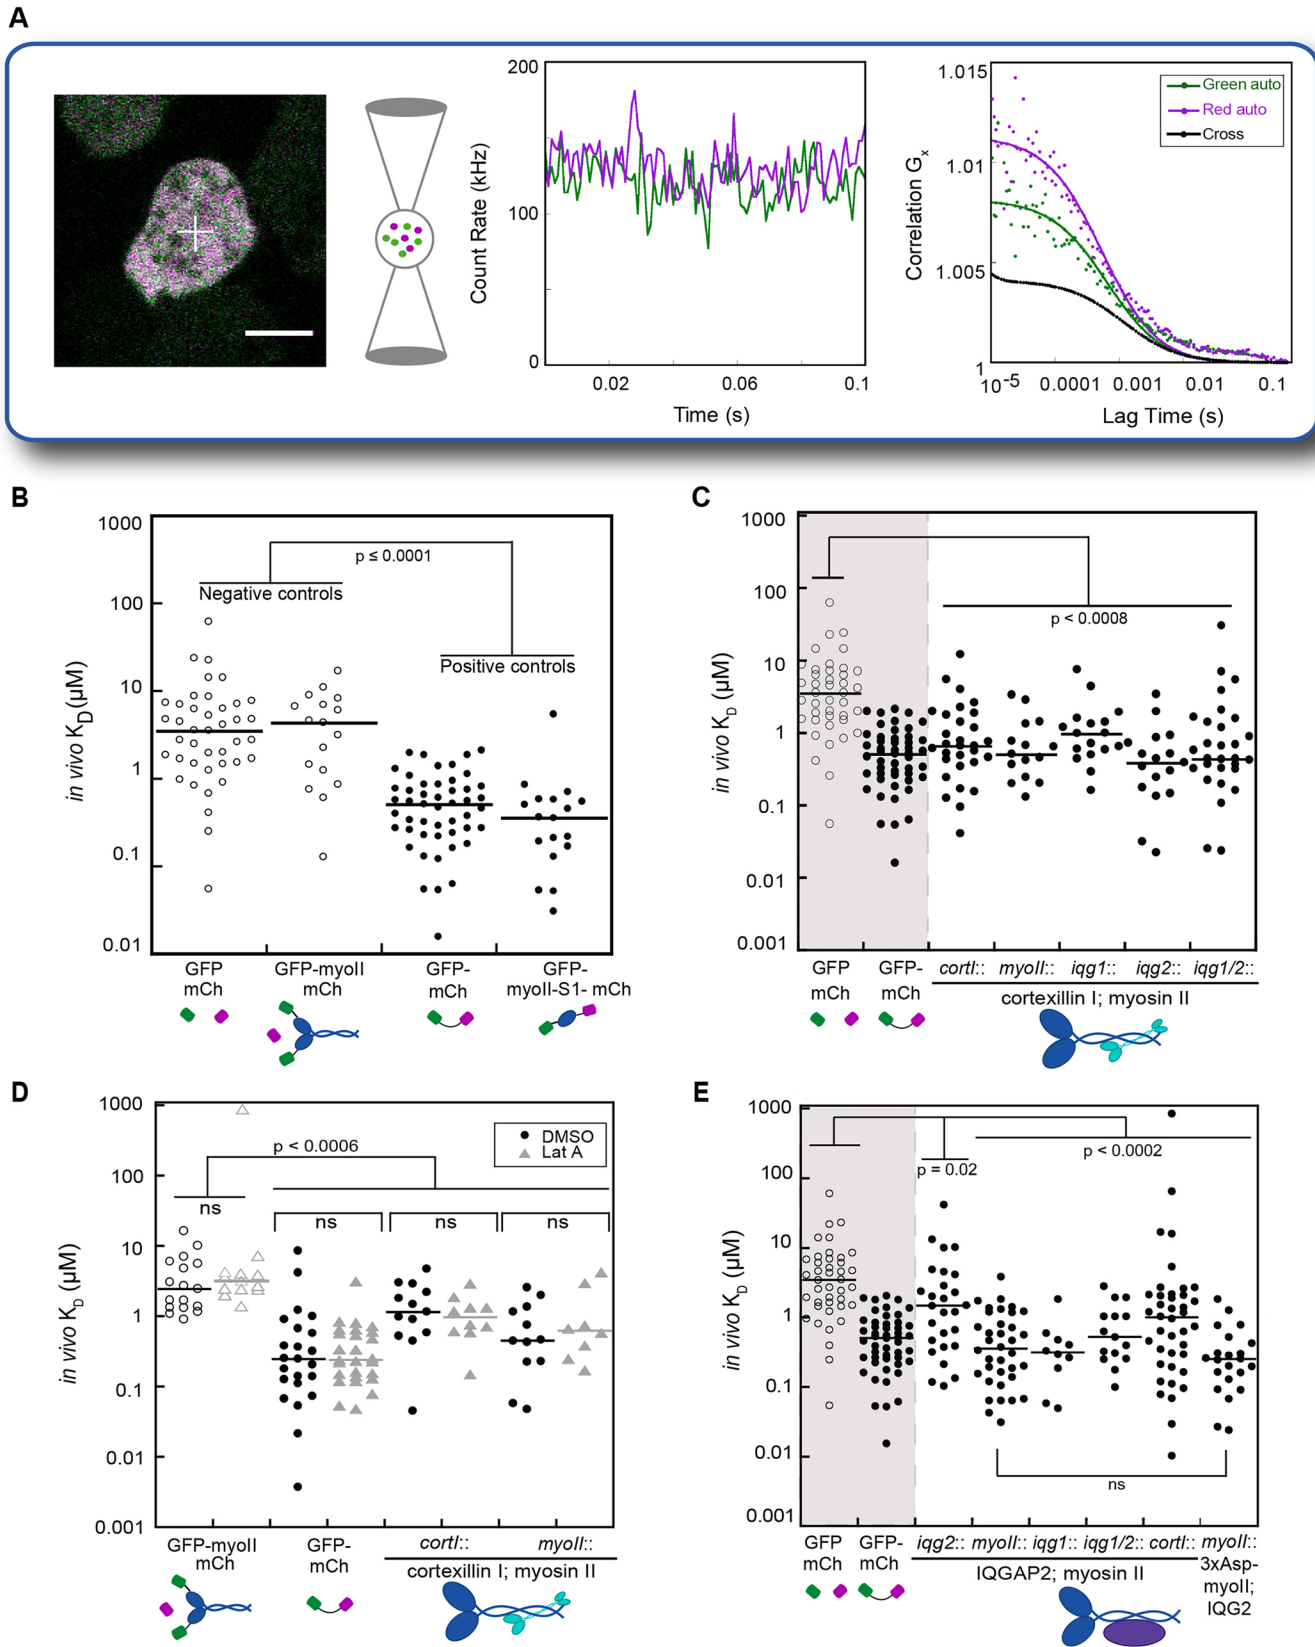 A
200
100
0
Count Rate (kHz)
0.02
0.06
0.1
Time (s)
1.015
1.01
1.005
1
Correlation Gx
Green auto
Red auto
Cross
10-5
0.0001
0.001
0.01
0.1
Lag Time (s)
B
1000
100
10
1
0.1
0.01
in vivo KD (µM)
p ≤ 0.0001
Negative controls
Positive controls
GFP
mCh
GFP-myoII
mCh
GFP-
mCh
GFP-
myoII-S1- mCh
C
1000
100
10
1
0.1
0.01
0.001
in vivo KD (µM)
p < 0.0008
GFP
mCh
GFP-
mCh
cortI::
myoII::
iqg1::
iqg2::
iqg1/2::
cortexillin I; myosin II
D
1000
100
10
1
0.1
0.01
0.001
in vivo KD (µM)
DMSO
Lat A
p < 0.0006
ns
ns
ns
ns
GFP-myoII
mCh
GFP-
mCh
cortI::
myoII::
cortexillin I; myosin II
E
1000
100
10
1
0.1
0.01
0.001
in vivo KD (µM)
p = 0.02
p < 0.0002
ns
GFP
mCh
GFP-
mCh
iqg2::
myoII::
iqg1::
iqg1/2::
cortI::
IQGAP2; myosin II
myoII::
3xAsp-
myoII;
IQG2